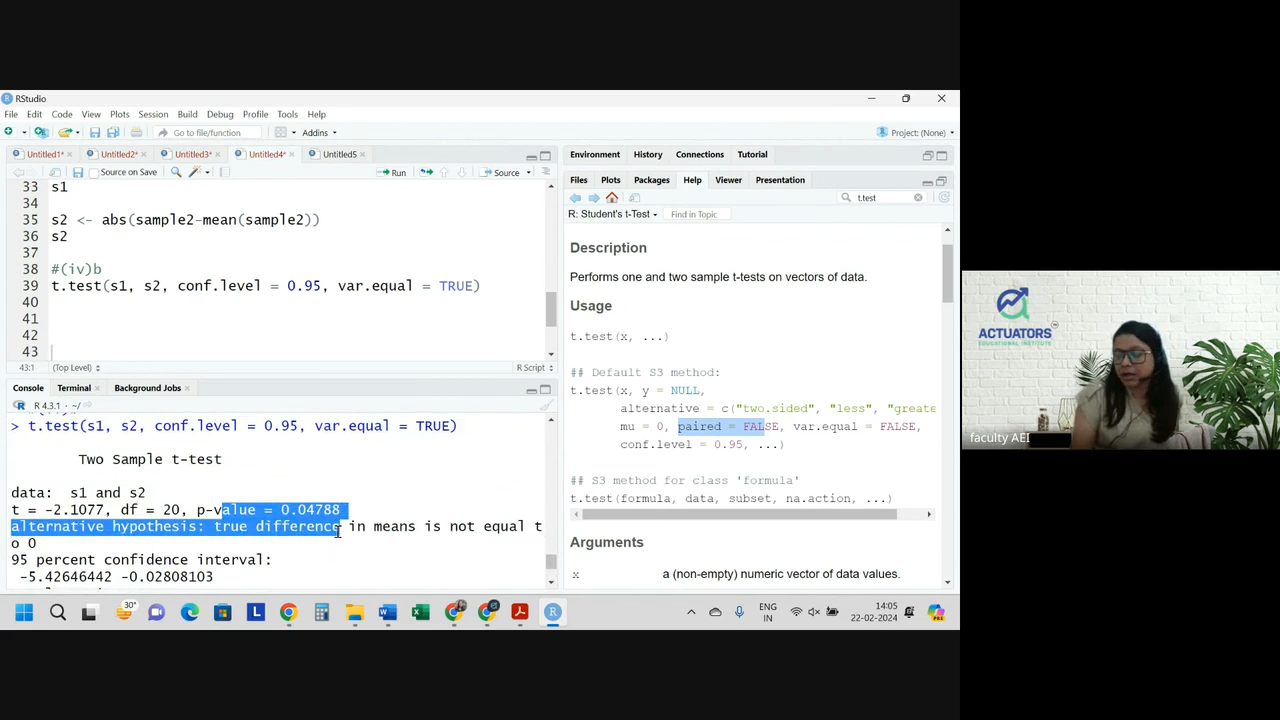 RStudio
File Edit Code View Plots Session Build Debug Profile Tools Help
Go to file/function Addins Project: (None)
Untitled1* Untitled2* Untitled3* Untitled4* Untitled5
Source on Save Run Source
33 s1
34
35 s2 <- abs(sample2-mean(sample2))
36 s2
37
38 #(iv)b
39 t.test(s1, s2, conf.level = 0.95, var.equal = TRUE)
40
41
42
43
43:1 (Top Level) R Script
Console Terminal Background Jobs
R 4.3.1 · ~/
> t.test(s1, s2, conf.level = 0.95, var.equal = TRUE)
Two Sample t-test
data: s1 and s2
t = -2.1077, df = 20, p-value = 0.04788
alternative hypothesis: true difference in means is not equal t
o 0
95 percent confidence interval:
-5.42646442 -0.02808103
Environment History Connections Tutorial
Files Plots Packages Help Viewer Presentation
t.test
R: Student's t-Test Find in Topic
Description
Performs one and two sample t-tests on vectors of data.
Usage
t.test(x, ...)
## Default S3 method:
t.test(x, y = NULL,
alternative = c("two.sided", "less", "greate
mu = 0, paired = FALSE, var.equal = FALSE,
conf.level = 0.95, ...)
## S3 method for class 'formula'
t.test(formula, data, subset, na.action, ...)
Arguments
x a (non-empty) numeric vector of data values.
ACTUATORS
EDUCATIONAL INSTITUTE
faculty AEI
30°
ENG
IN
14:05
22-02-2024